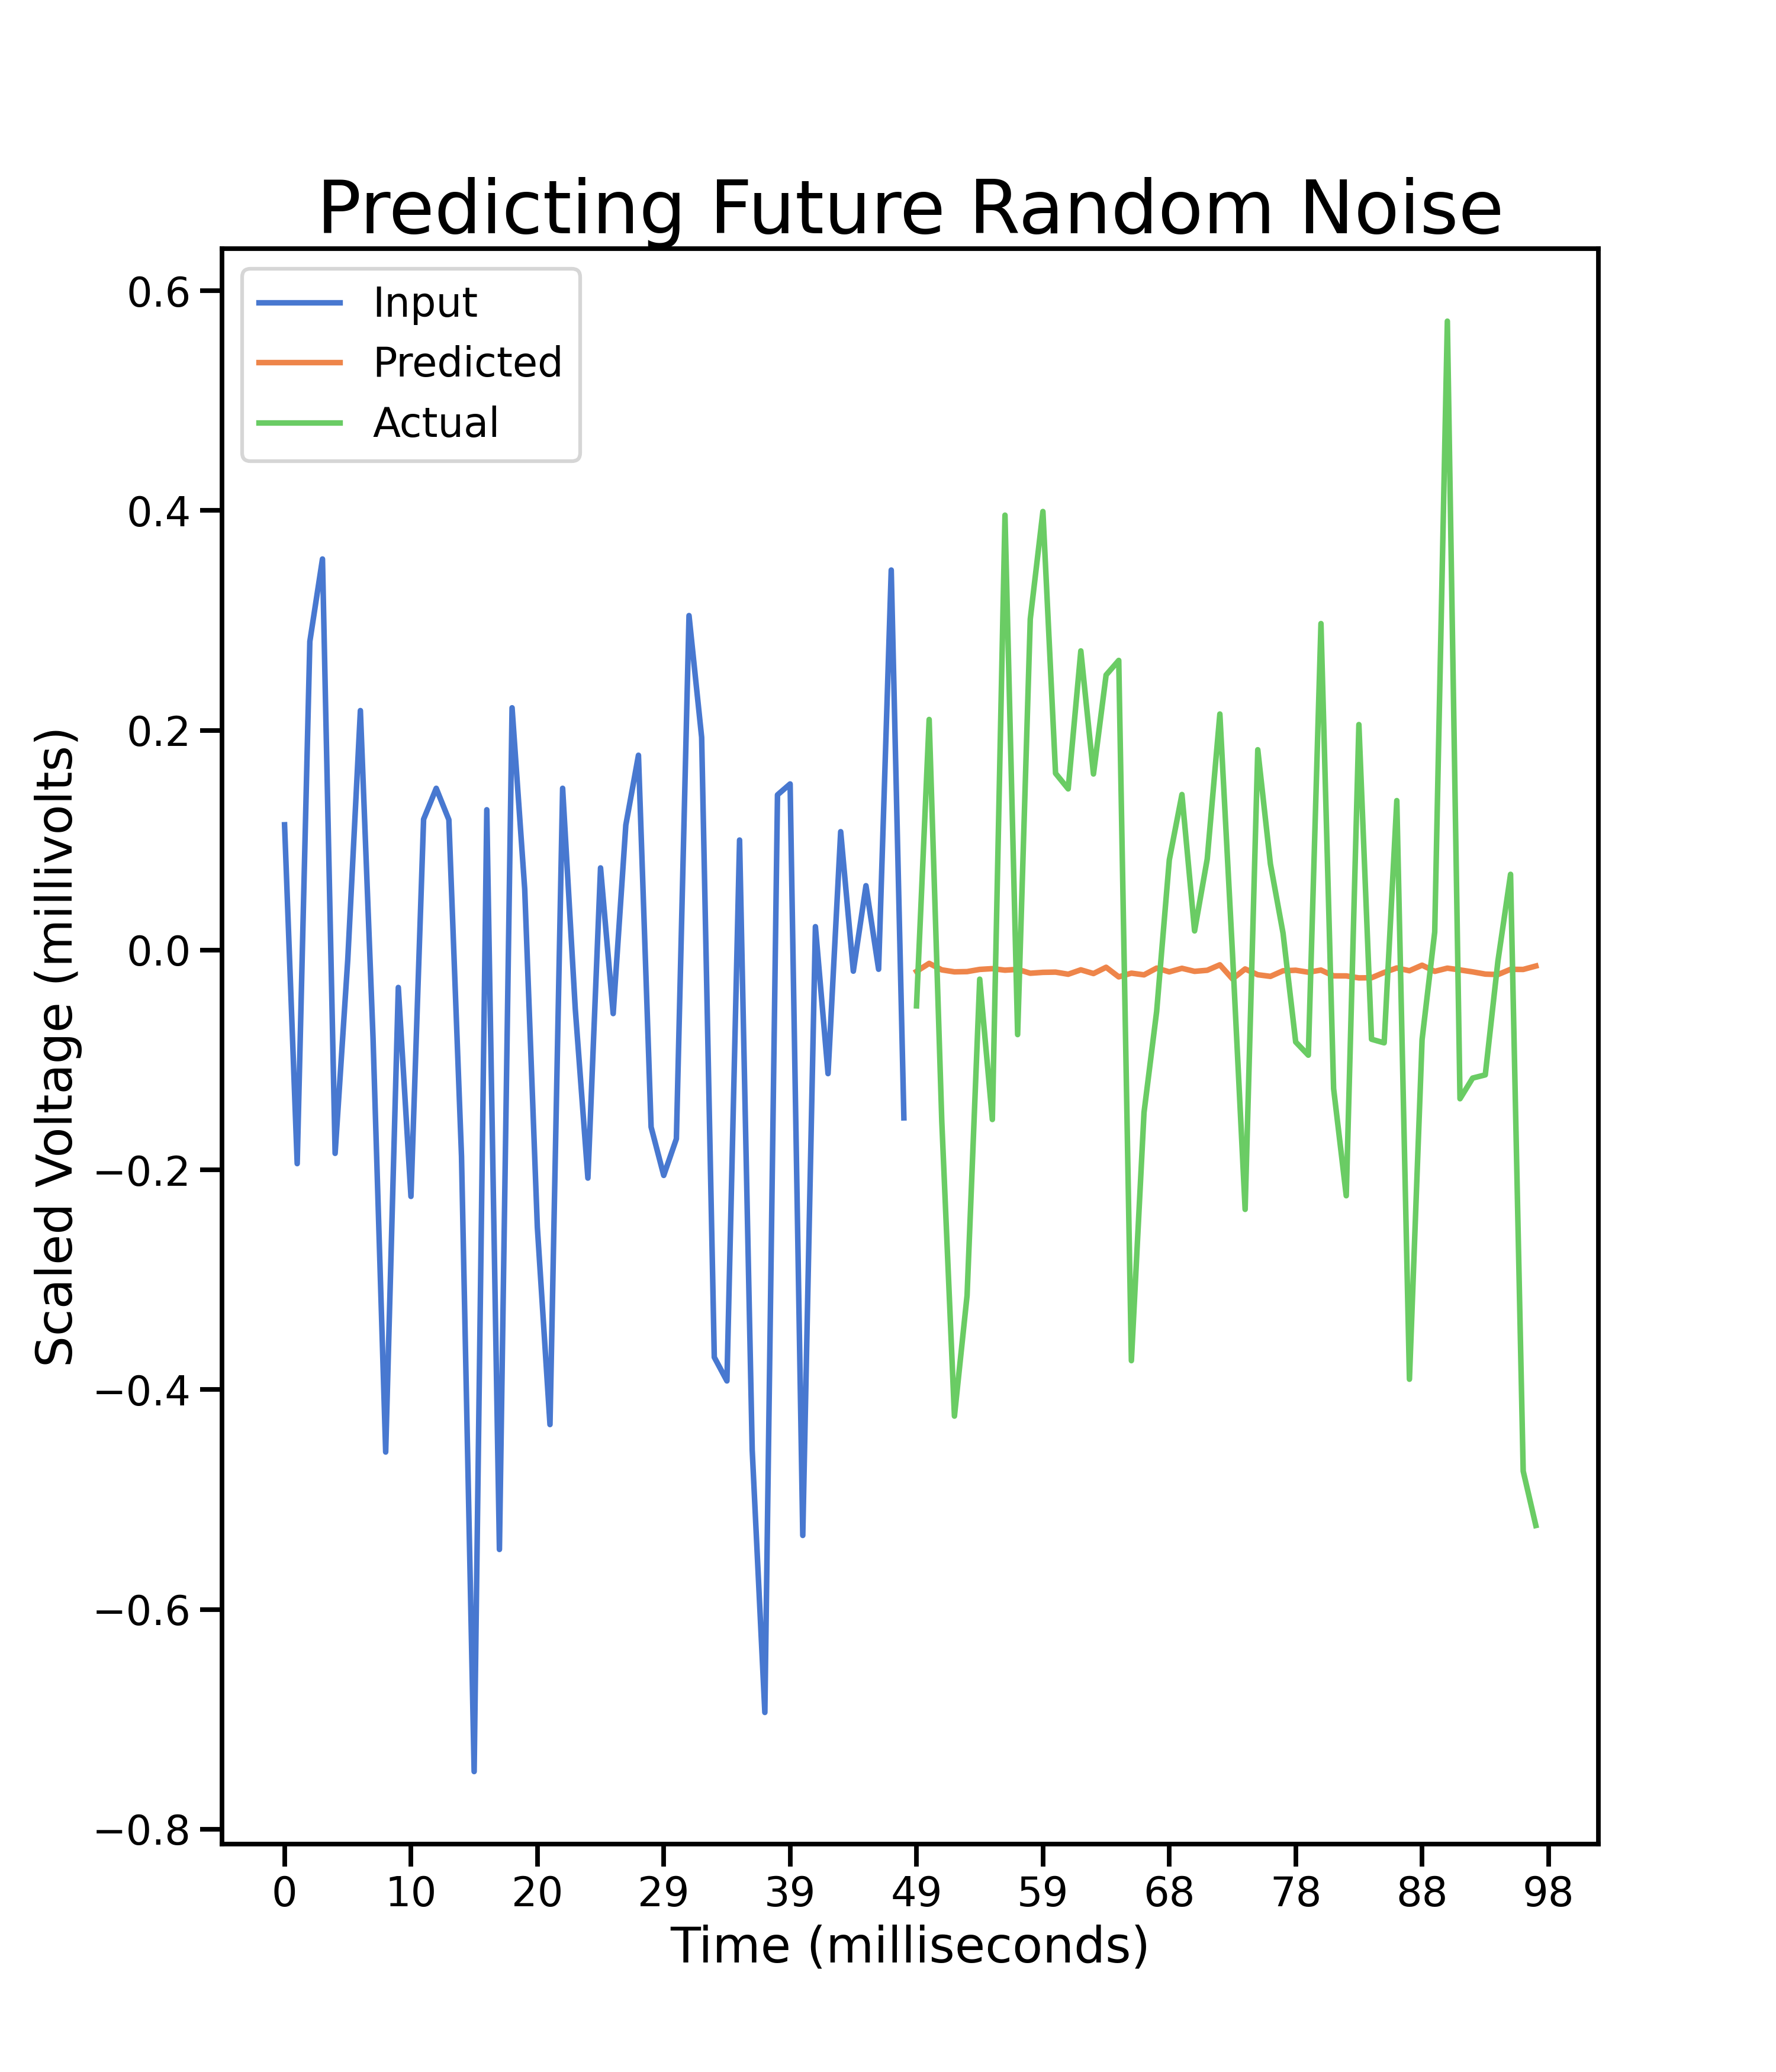 Predicting Future Random Noise
Input
Predicted
Actual
0.6
0.4
0.2
0.0
−0.2
−0.4
−0.6
−0.8
Scaled Voltage (millivolts)
0 10 20 29 39 49 59 68 78 88 98
Time (milliseconds)